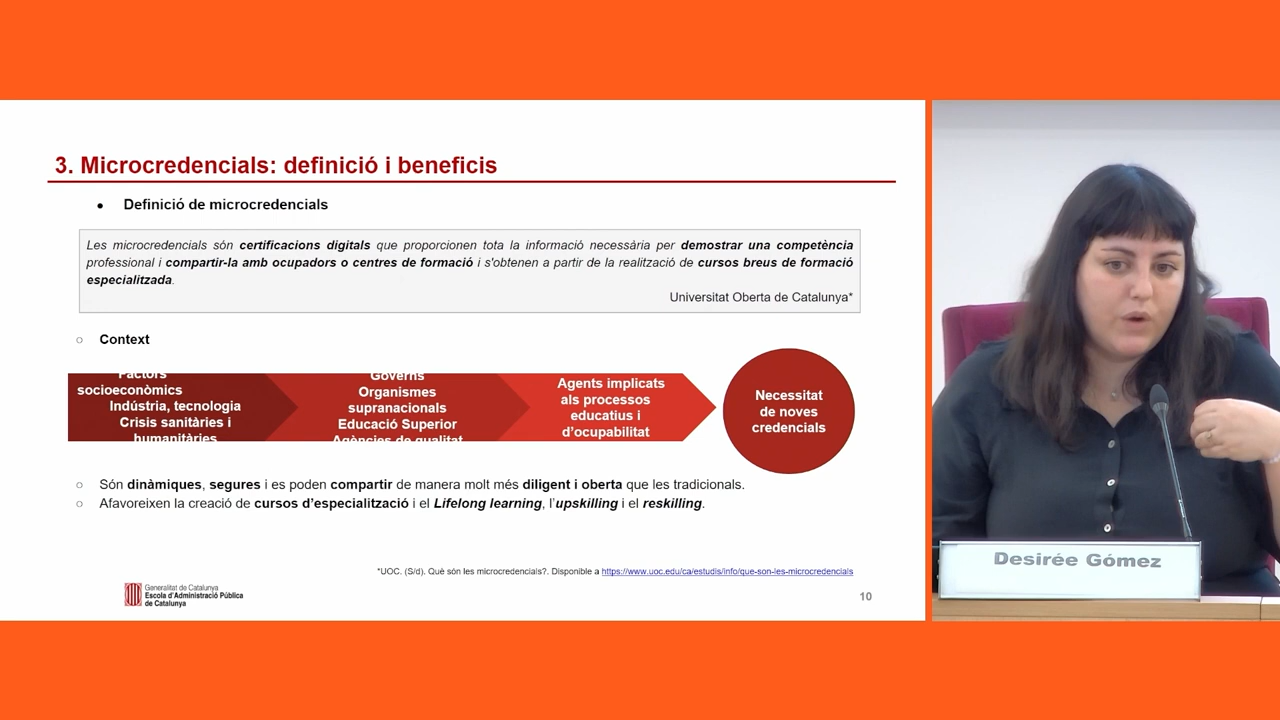 3. Microcredencials: definició i beneficis
Definició de microcredencials
Les microcredencials són certificacions digitals que proporcionen tota la informació necessària per demostrar una competència
professional i compartir-la amb ocupadors o centres de formació i s'obtenen a partir de la realització de cursos breus de formació
especialitzada.
Universitat Oberta de Catalunya*
Context
Factors
socioeconòmics
Indústria, tecnologia
Crisis sanitàries i
humanitàries
Governs
Organismes
supranacionals
Educació Superior
Agències de qualitat
Agents implicats
als processos
educatius i
d'ocupabilitat
Necessitat
de noves
credencials
Són dinàmiques, segures i es poden compartir de manera molt més diligent i oberta que les tradicionals.
Afavoreixen la creació de cursos d'especialització i el Lifelong learning, l'upskilling i el reskilling.
*UOC. (S/d). Què són les microcredencials?. Disponible a https://www.uoc.edu/ca/estudis/info/que-son-les-microcredencials
Generalitat de Catalunya
Escola d'Administració Pública
de Catalunya
10
Desirée Gómez